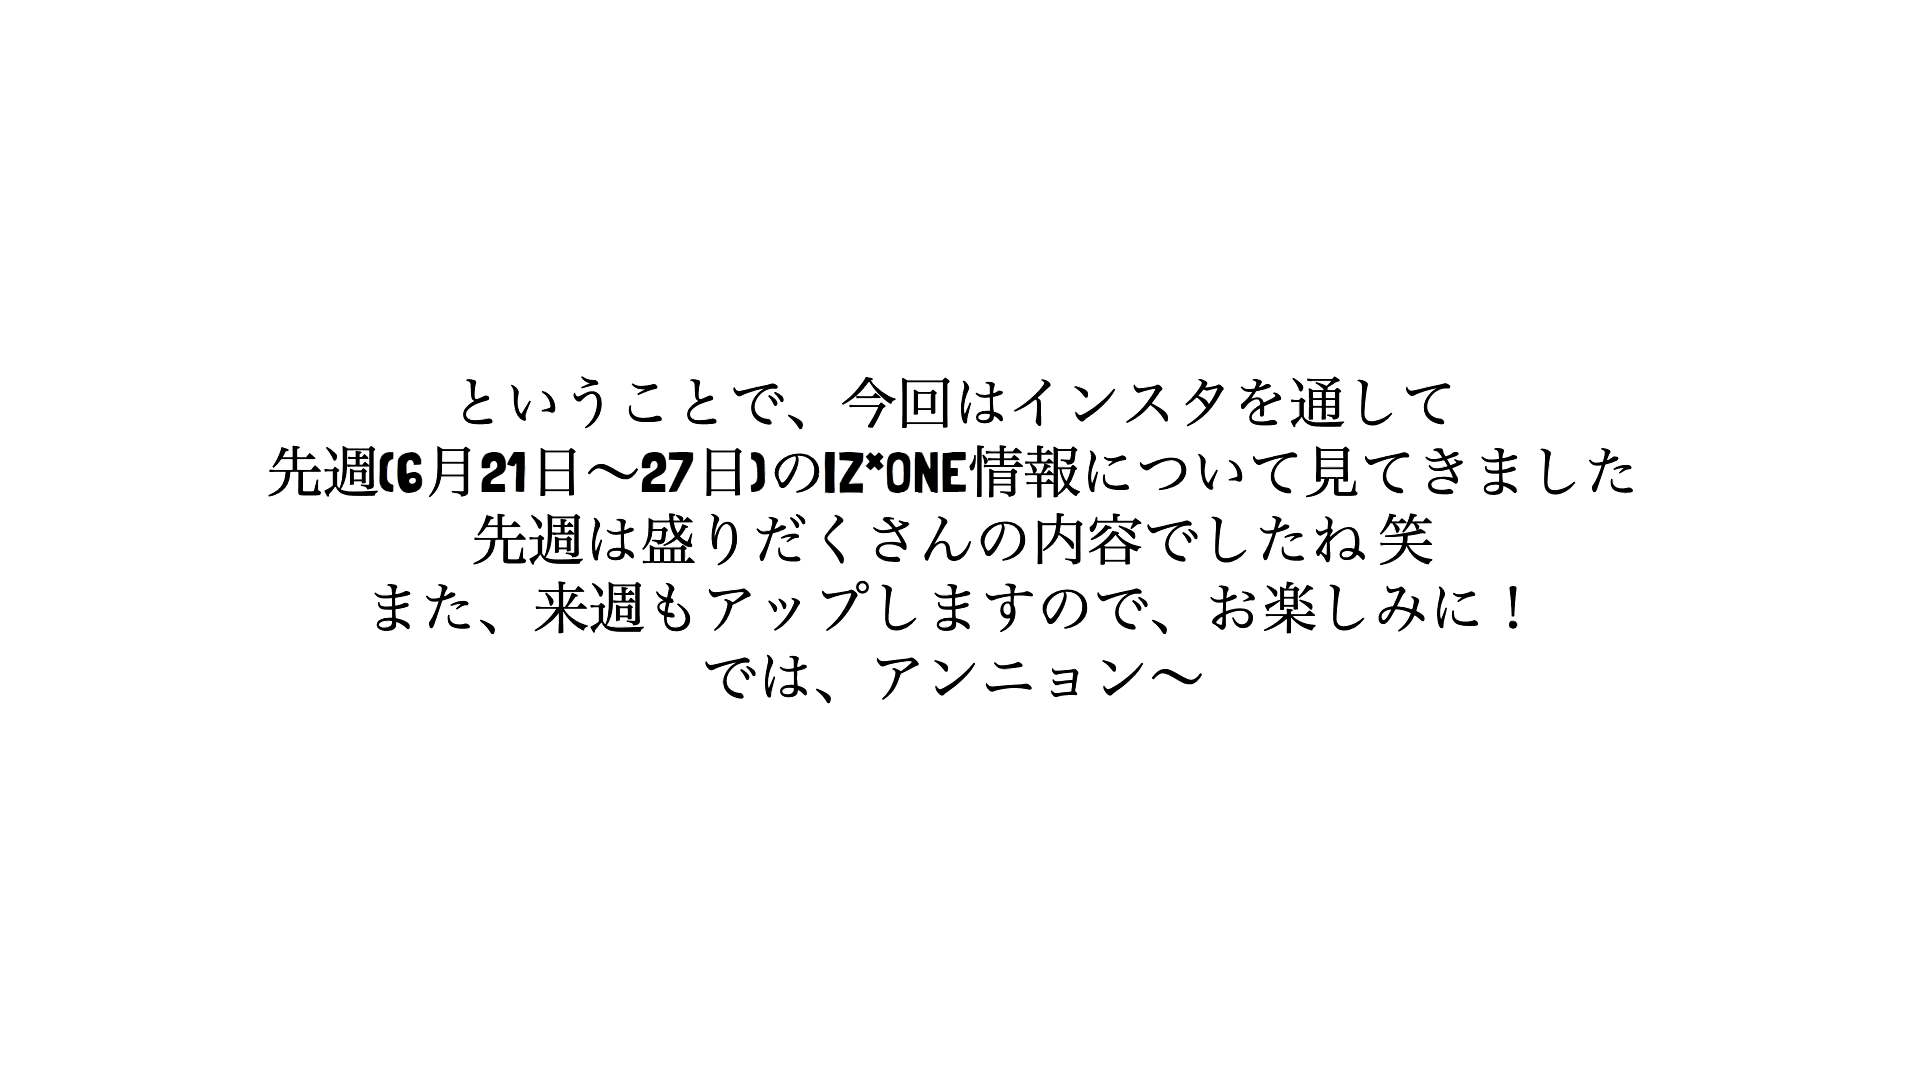 ということで、今回はインスタを通して
先週(6月21日〜27日)のIZ*ONE情報について見てきました
先週は盛りだくさんの内容でしたね 笑
また、来週もアップしますので、お楽しみに！
では、アンニョン〜